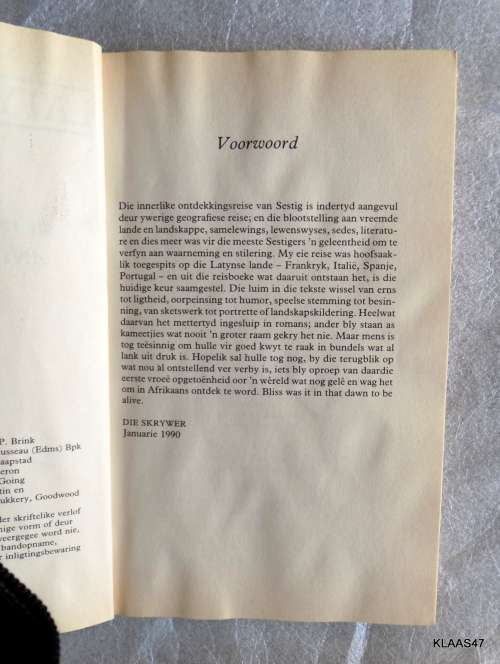 Voorwoord
Die innerlike ontdekkingsreise van Sestig is indertyd aangevul
deur ywerige geografiese reise; en die blootstelling aan vreemde
lande en landskappe, samelewings, lewenswyses, sedes, literatu-
re en dies meer was vir die meeste Sestigers 'n geleentheid om te
verfyn aan waarneming en stilering. My eie reise was hoofsaak-
lik toegespits op die Latynse lande – Frankryk, Italië, Spanje,
Portugal – en uit die reisboeke wat daaruit ontstaan het, is die
huidige keur saamgestel. Die luim in die tekste wissel van erns
tot ligtheid, oorpeinsing tot humor, speelse stemming tot besin-
ning, van sketswerk tot portrette of landskapskildering. Heelwat
daarvan het mettertyd ingesluip in romans; ander bly staan as
kameetjies wat nooit 'n groter raam gekry het nie. Maar mens is
tog teësinnig om hulle vir goed kwyt te raak in bundels wat al
lank uit druk is. Hopelik sal hulle tog nog, by die terugblik op
wat nou al ontstellend ver verby is, iets bly oproep van daardie
eerste vroeë opgetoënheid oor 'n wêreld wat nog gelê en wag het
om in Afrikaans ontdek te word. Bliss was it in that dawn to be
alive.
DIE SKRYWER
Januarie 1990
P. Brink
usseau (Edms) Bpk
aapstad
eron
Going
tin en
ukkery, Goodwood
der skriftelike verlof
nige vorm of deur
veergegee word nie,
bandopname,
r inligtingsbewaring
KLAAS47